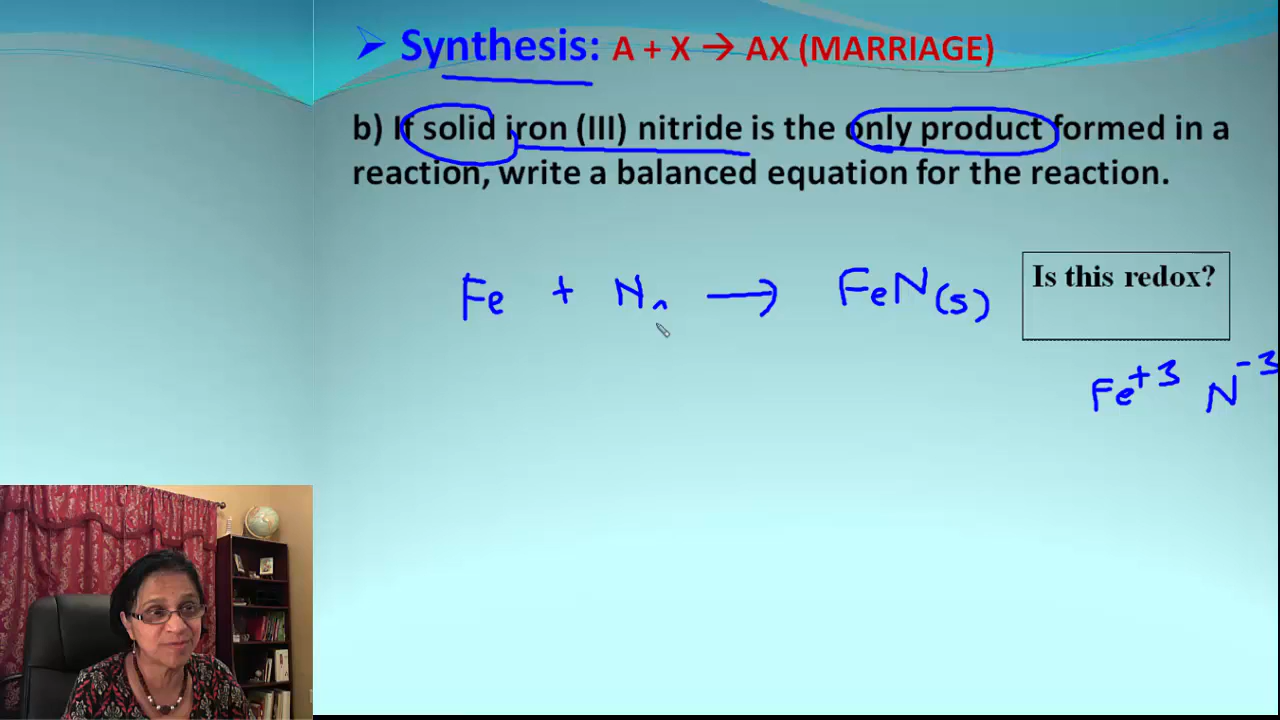 ➤ Synthesis: A + X → AX (MARRIAGE)
b) If solid iron (III) nitride is the only product formed in a
reaction, write a balanced equation for the reaction.
Fe + N → FeN(s)
Is this redox?
Fe+3 N-3